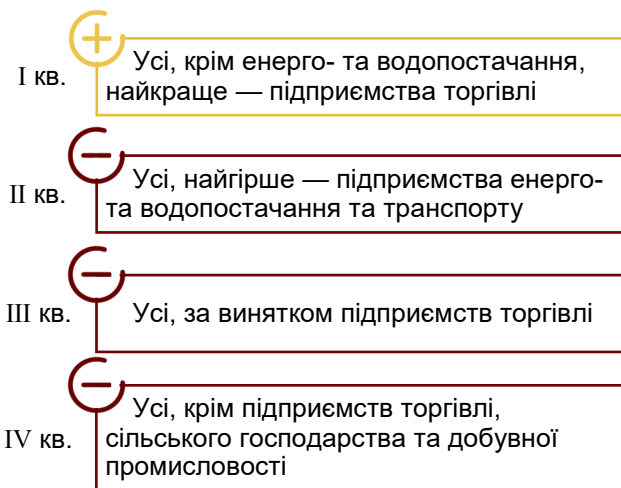 Усі, крім енерго- та водопостачання,
I кв.
найкраще — підприємства торгівлі
Усі, найгірше — підприємства енерго-
II кв.
та водопостачання та транспорту
III кв.
Усі, за винятком підприємств торгівлі
Усі, крім підприємств торгівлі,
IV кв.
сільського господарства та добувної
промисловості